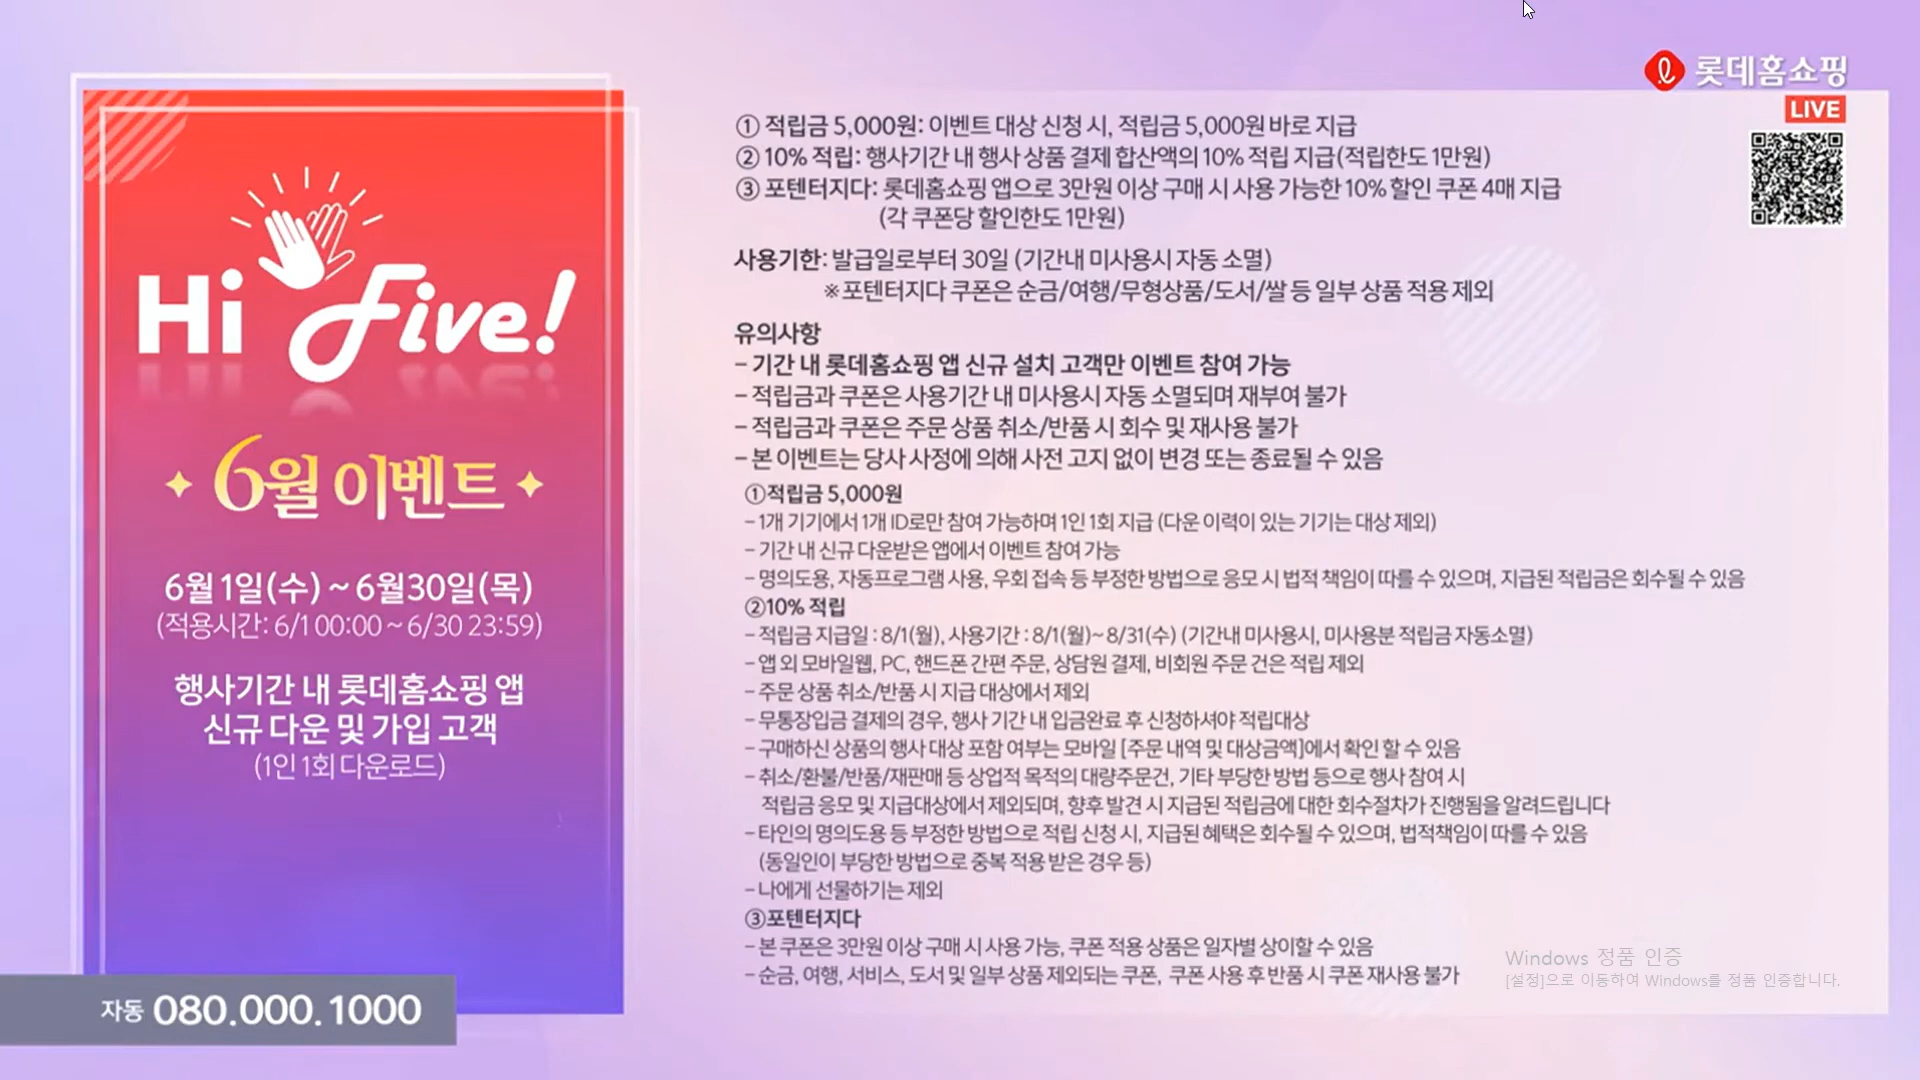 롯데홈쇼핑
LIVE
Hi Five!
6월 이벤트
6월 1일(수) ~ 6월30일(목)
(적용시간: 6/1 00:00 ~ 6/30 23:59)
행사기간 내 롯데홈쇼핑 앱
신규 다운 및 가입 고객
(1인 1회 다운로드)
자동 080.000.1000
① 적립금 5,000원: 이벤트 대상 신청 시, 적립금 5,000원 바로 지급
② 10% 적립: 행사기간 내 행사 상품 결제 합산액의 10% 적립 지급(적립한도 1만원)
③ 포텐터지다: 롯데홈쇼핑 앱으로 3만원 이상 구매 시 사용 가능한 10% 할인 쿠폰 4매 지급
(각 쿠폰당 할인한도 1만원)
사용기한: 발급일로부터 30일 (기간내 미사용시 자동 소멸)
※ 포텐터지다 쿠폰은 순금/여행/무형상품/도서/쌀 등 일부 상품 적용 제외
유의사항
- 기간 내 롯데홈쇼핑 앱 신규 설치 고객만 이벤트 참여 가능
- 적립금과 쿠폰은 사용기간 내 미사용시 자동 소멸되며 재부여 불가
- 적립금과 쿠폰은 주문 상품 취소/반품 시 회수 및 재사용 불가
- 본 이벤트는 당사 사정에 의해 사전 고지 없이 변경 또는 종료될 수 있음
①적립금 5,000원
- 1개 기기에서 1개 ID로만 참여 가능하며 1인 1회 지급 (다운 이력이 있는 기기는 대상 제외)
- 기간 내 신규 다운받은 앱에서 이벤트 참여 가능
- 명의도용, 자동프로그램 사용, 우회 접속 등 부정한 방법으로 응모 시 법적 책임이 따를 수 있으며, 지급된 적립금은 회수될 수 있음
②10% 적립
- 적립금 지급일 : 8/1(월), 사용기간 : 8/1(월)~ 8/31(수) (기간내 미사용시, 미사용분 적립금 자동소멸)
- 앱 외 모바일웹, PC, 핸드폰 간편 주문, 상담원 결제, 비회원 주문 건은 적립 제외
- 주문 상품 취소/반품 시 지급 대상에서 제외
- 무통장입금 결제의 경우, 행사 기간 내 입금완료 후 신청하셔야 적립대상
- 구매하신 상품의 행사 대상 포함 여부는 모바일 [주문 내역 및 대상금액]에서 확인 할 수 있음
- 취소/환불/반품/재판매 등 상업적 목적의 대량주문건, 기타 부당한 방법 등으로 행사 참여 시
적립금 응모 및 지급대상에서 제외되며, 향후 발견 시 지급된 적립금에 대한 회수절차가 진행됨을 알려드립니다
- 타인의 명의도용 등 부정한 방법으로 적립 신청 시, 지급된 혜택은 회수될 수 있으며, 법적책임이 따를 수 있음
(동일인이 부당한 방법으로 중복 적용 받은 경우 등)
- 나에게 선물하기는 제외
③포텐터지다
- 본 쿠폰은 3만원 이상 구매 시 사용 가능, 쿠폰 적용 상품은 일자별 상이할 수 있음
- 순금, 여행, 서비스, 도서 및 일부 상품 제외되는 쿠폰, 쿠폰 사용 후 반품 시 쿠폰 재사용 불가
Windows 정품 인증
[설정]으로 이동하여 Windows를 정품 인증합니다.